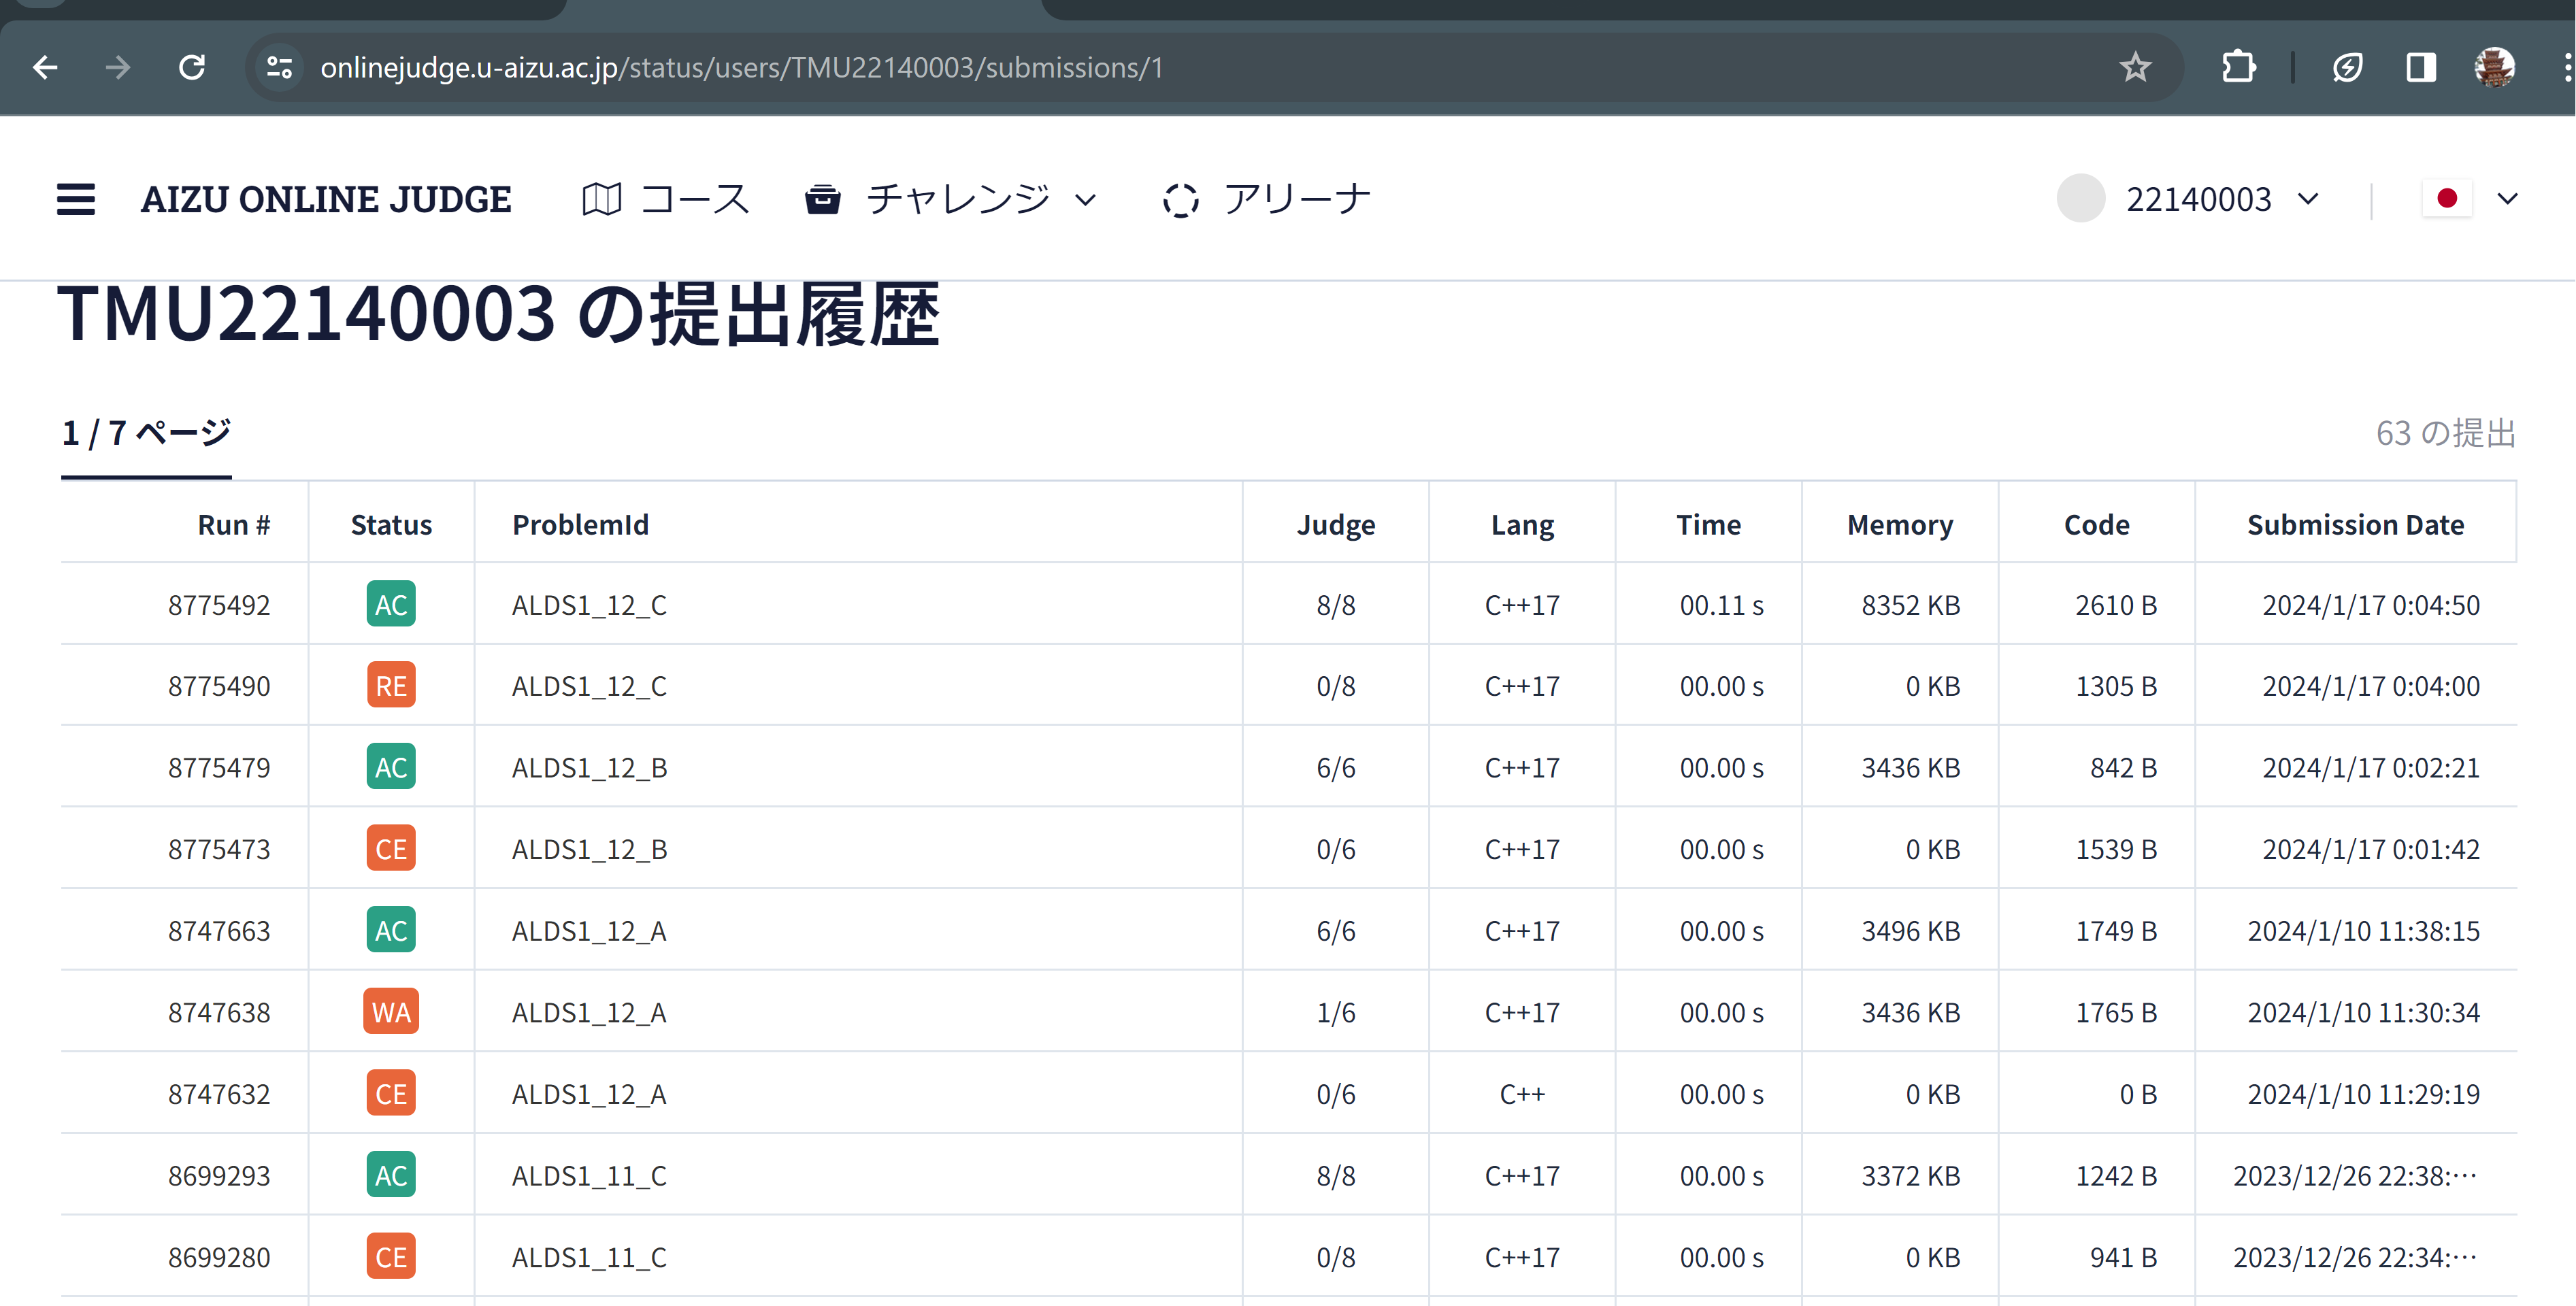 onlinejudge.u-aizu.ac.jp/status/users/TMU22140003/submissions/1
AIZU ONLINE JUDGE コース チャレンジ アリーナ 22140003
TMU22140003 の提出履歴
1 / 7 ページ 63 の提出
Run # Status ProblemId Judge Lang Time Memory Code Submission Date
8775492 AC ALDS1_12_C 8/8 C++17 00.11 s 8352 KB 2610 B 2024/1/17 0:04:50
8775490 RE ALDS1_12_C 0/8 C++17 00.00 s 0 KB 1305 B 2024/1/17 0:04:00
8775479 AC ALDS1_12_B 6/6 C++17 00.00 s 3436 KB 842 B 2024/1/17 0:02:21
8775473 CE ALDS1_12_B 0/6 C++17 00.00 s 0 KB 1539 B 2024/1/17 0:01:42
8747663 AC ALDS1_12_A 6/6 C++17 00.00 s 3496 KB 1749 B 2024/1/10 11:38:15
8747638 WA ALDS1_12_A 1/6 C++17 00.00 s 3436 KB 1765 B 2024/1/10 11:30:34
8747632 CE ALDS1_12_A 0/6 C++ 00.00 s 0 KB 0 B 2024/1/10 11:29:19
8699293 AC ALDS1_11_C 8/8 C++17 00.00 s 3372 KB 1242 B 2023/12/26 22:38:…
8699280 CE ALDS1_11_C 0/8 C++17 00.00 s 0 KB 941 B 2023/12/26 22:34:…